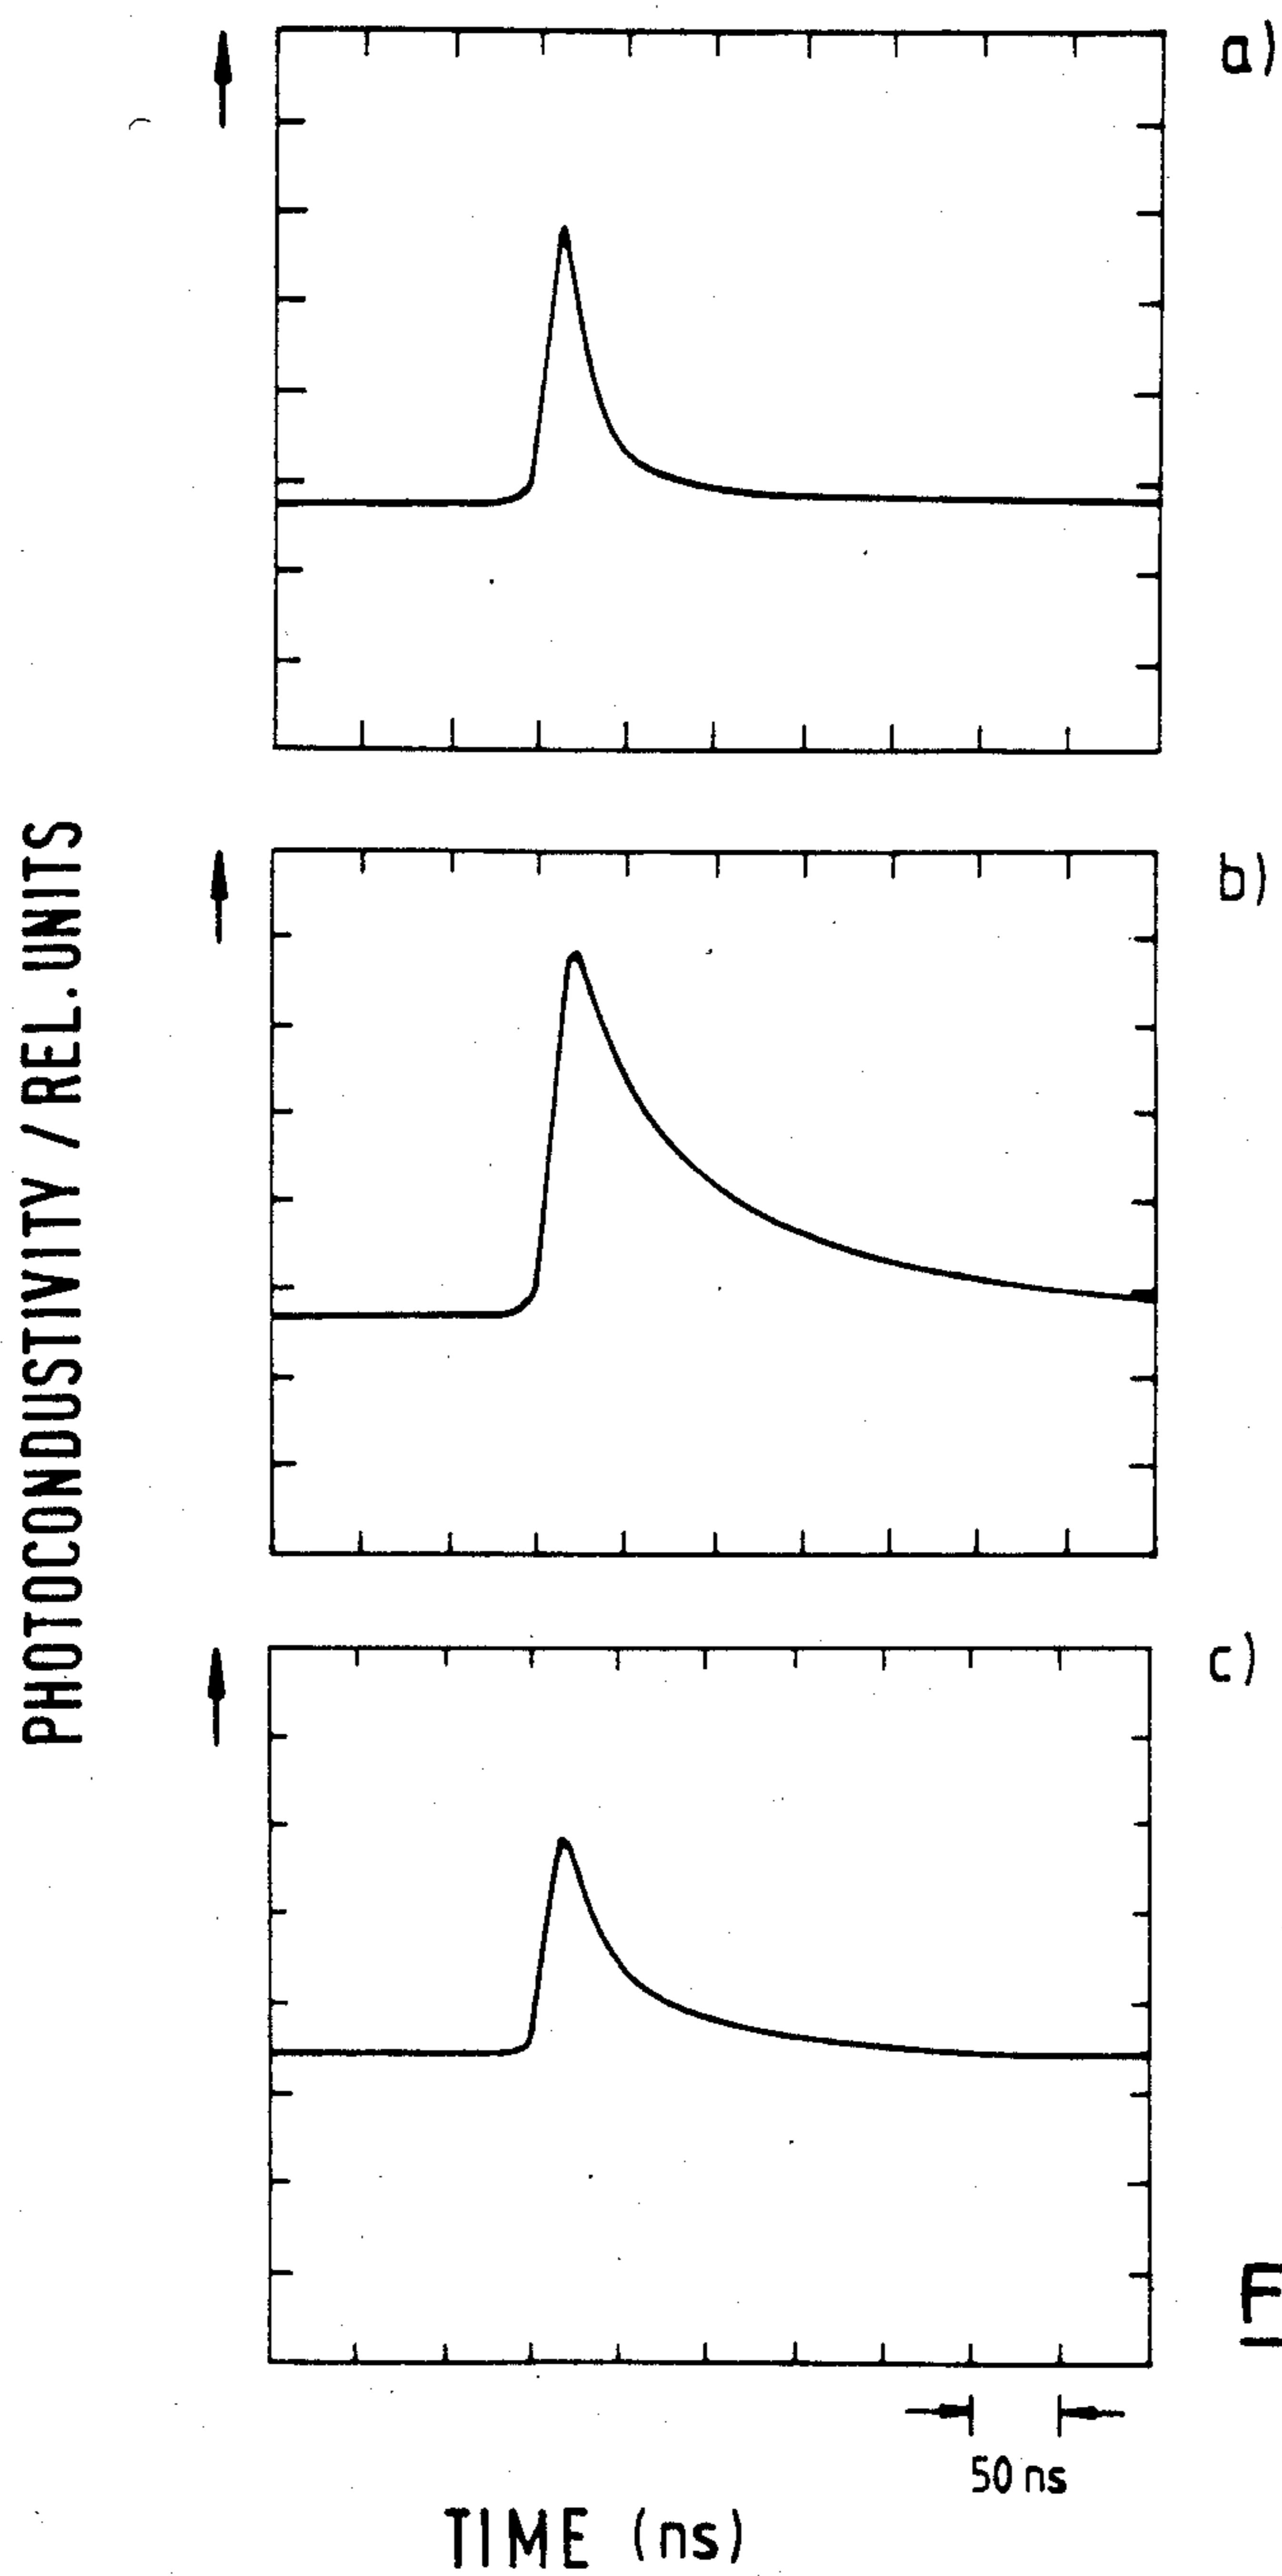 a)
b)
c)
PHOTOCONDUSTIVITY / REL. UNITS
50 ns
TIME (ns)